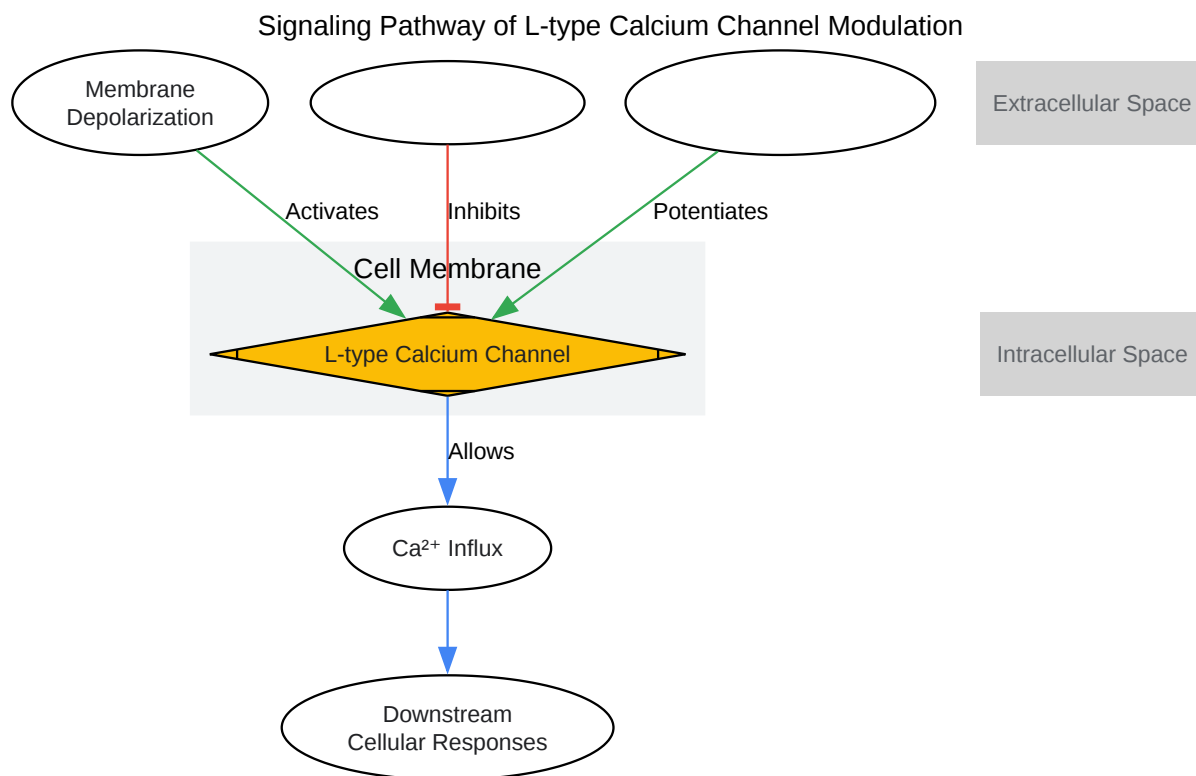 Signaling Pathway of L-type Calcium Channel Modulation
Membrane
Depolarization
Extracellular Space
Activates
Inhibits
Potentiates
Cell Membrane
L-type Calcium Channel
Intracellular Space
Allows
Ca²⁺ Influx
Downstream
Cellular Responses